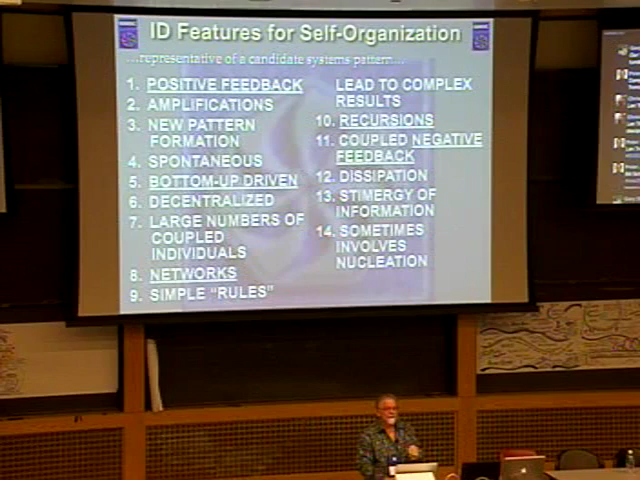 ID Features for Self-Organization
...representative of a candidate systems pattern...
1. POSITIVE FEEDBACK
2. AMPLIFICATIONS
3. NEW PATTERN
FORMATION
4. SPONTANEOUS
5. BOTTOM-UP DRIVEN
6. DECENTRALIZED
7. LARGE NUMBERS OF
COUPLED
INDIVIDUALS
8. NETWORKS
9. SIMPLE “RULES”
LEAD TO COMPLEX
RESULTS
10. RECURSIONS
11. COUPLED NEGATIVE
FEEDBACK
12. DISSIPATION
13. STIMERGY OF
INFORMATION
14. SOMETIMES
INVOLVES
NUCLEATION